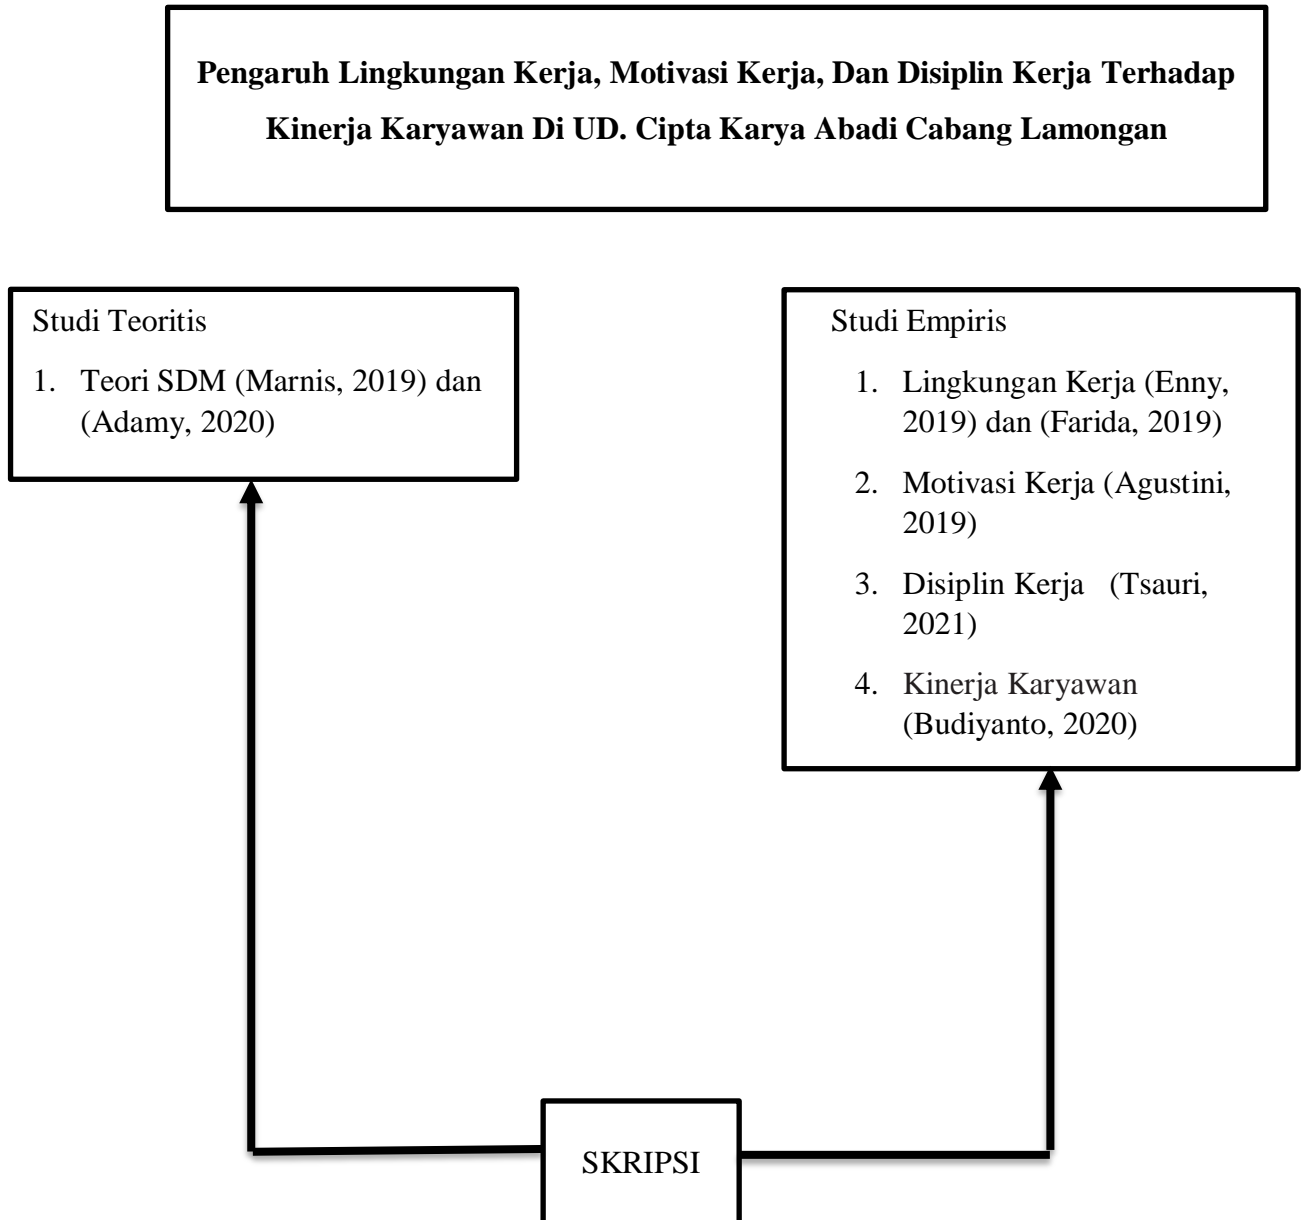 Pengaruh Lingkungan Kerja, Motivasi Kerja, Dan Disiplin Kerja Terhadap
Kinerja Karyawan Di UD. Cipta Karya Abadi Cabang Lamongan
Studi Teoritis
1. Teori SDM (Marnis, 2019) dan
(Adamy, 2020)
Studi Empiris
1. Lingkungan Kerja (Enny,
2019) dan (Farida, 2019)
2. Motivasi Kerja (Agustini,
2019)
3. Disiplin Kerja (Tsauri,
2021)
4. Kinerja Karyawan
(Budiyanto, 2020)
SKRIPSI